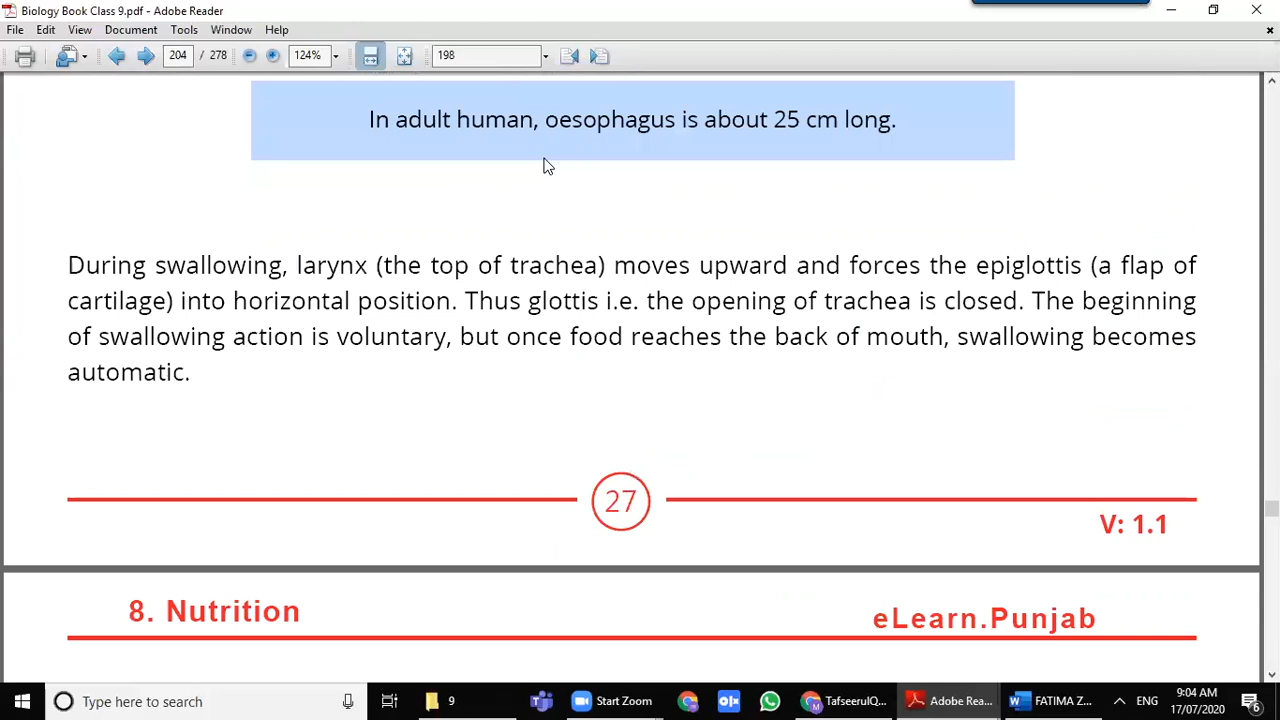 Biology Book Class 9.pdf - Adobe Reader
File Edit View Document Tools Window Help
204 / 278 124% 198
In adult human, oesophagus is about 25 cm long.
During swallowing, larynx (the top of trachea) moves upward and forces the epiglottis (a flap of
cartilage) into horizontal position. Thus glottis i.e. the opening of trachea is closed. The beginning
of swallowing action is voluntary, but once food reaches the back of mouth, swallowing becomes
automatic.
27
V: 1.1
8. Nutrition eLearn.Punjab
Type here to search 9 Start Zoom TafseerulQ... Adobe Rea... FATIMA Z... ENG 9:04 AM
17/07/2020 6